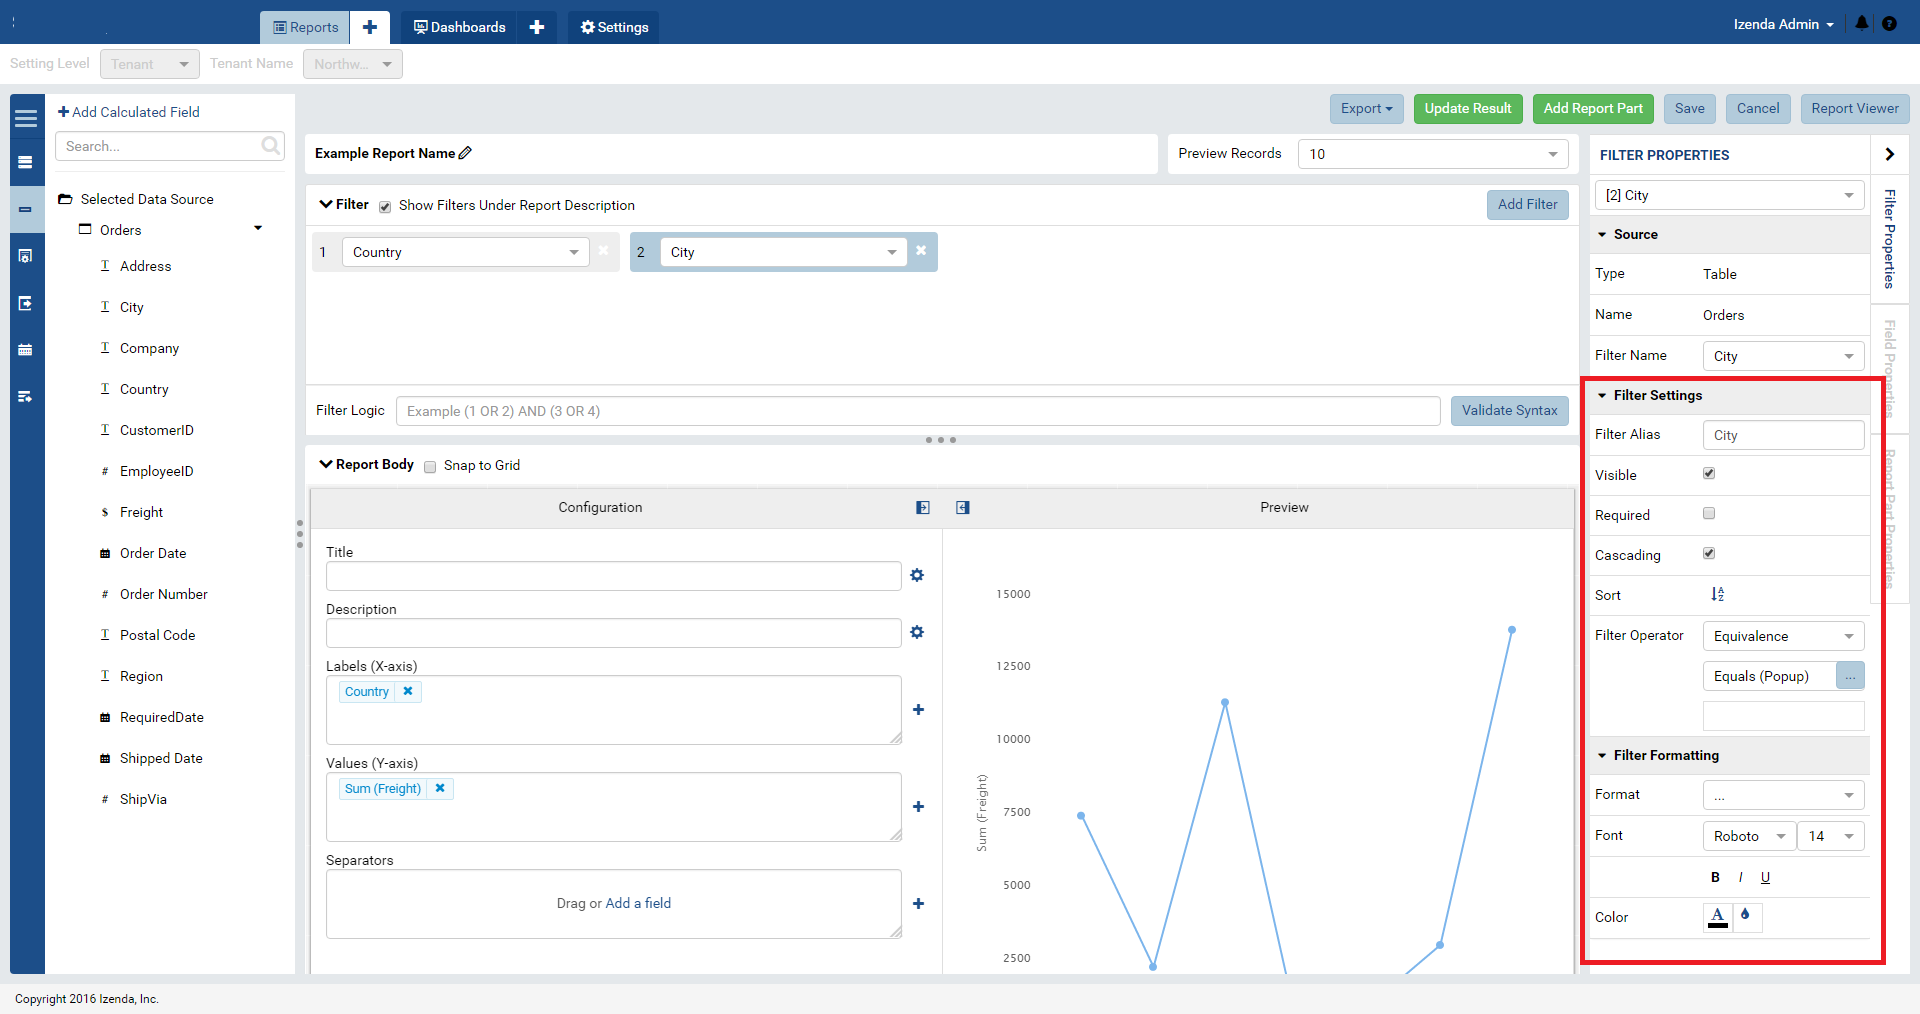 Reports
Dashboards
Settings
Izenda Admin
Setting Level
Tenant
Tenant Name
Northw...
Add Calculated Field
Search...
Selected Data Source
Orders
T Address
T City
T Company
T Country
T CustomerID
# EmployeeID
$ Freight
Order Date
# Order Number
T Postal Code
T Region
RequiredDate
Shipped Date
# ShipVia
Export
Update Result
Add Report Part
Save
Cancel
Report Viewer
Example Report Name
Preview Records
10
Filter
Show Filters Under Report Description
Add Filter
1 Country
2 City
Filter Logic
Example (1 OR 2) AND (3 OR 4)
Validate Syntax
Report Body
Snap to Grid
Configuration
Preview
Title
Description
Labels (X-axis)
Country
Values (Y-axis)
Sum (Freight)
Separators
Drag or Add a field
15000
12500
10000
7500
5000
2500
Sum (Freight)
FILTER PROPERTIES
[2] City
Source
Type Table
Name Orders
Filter Name City
Filter Settings
Filter Alias City
Visible
Required
Cascading
Sort
A
Z
Filter Operator Equivalence
Equals (Popup) ...
Filter Formatting
Format ...
Font Roboto 14
B I U
Color A
Filter Properties
Field Properties
Report Part Properties
Copyright 2016 Izenda, Inc.